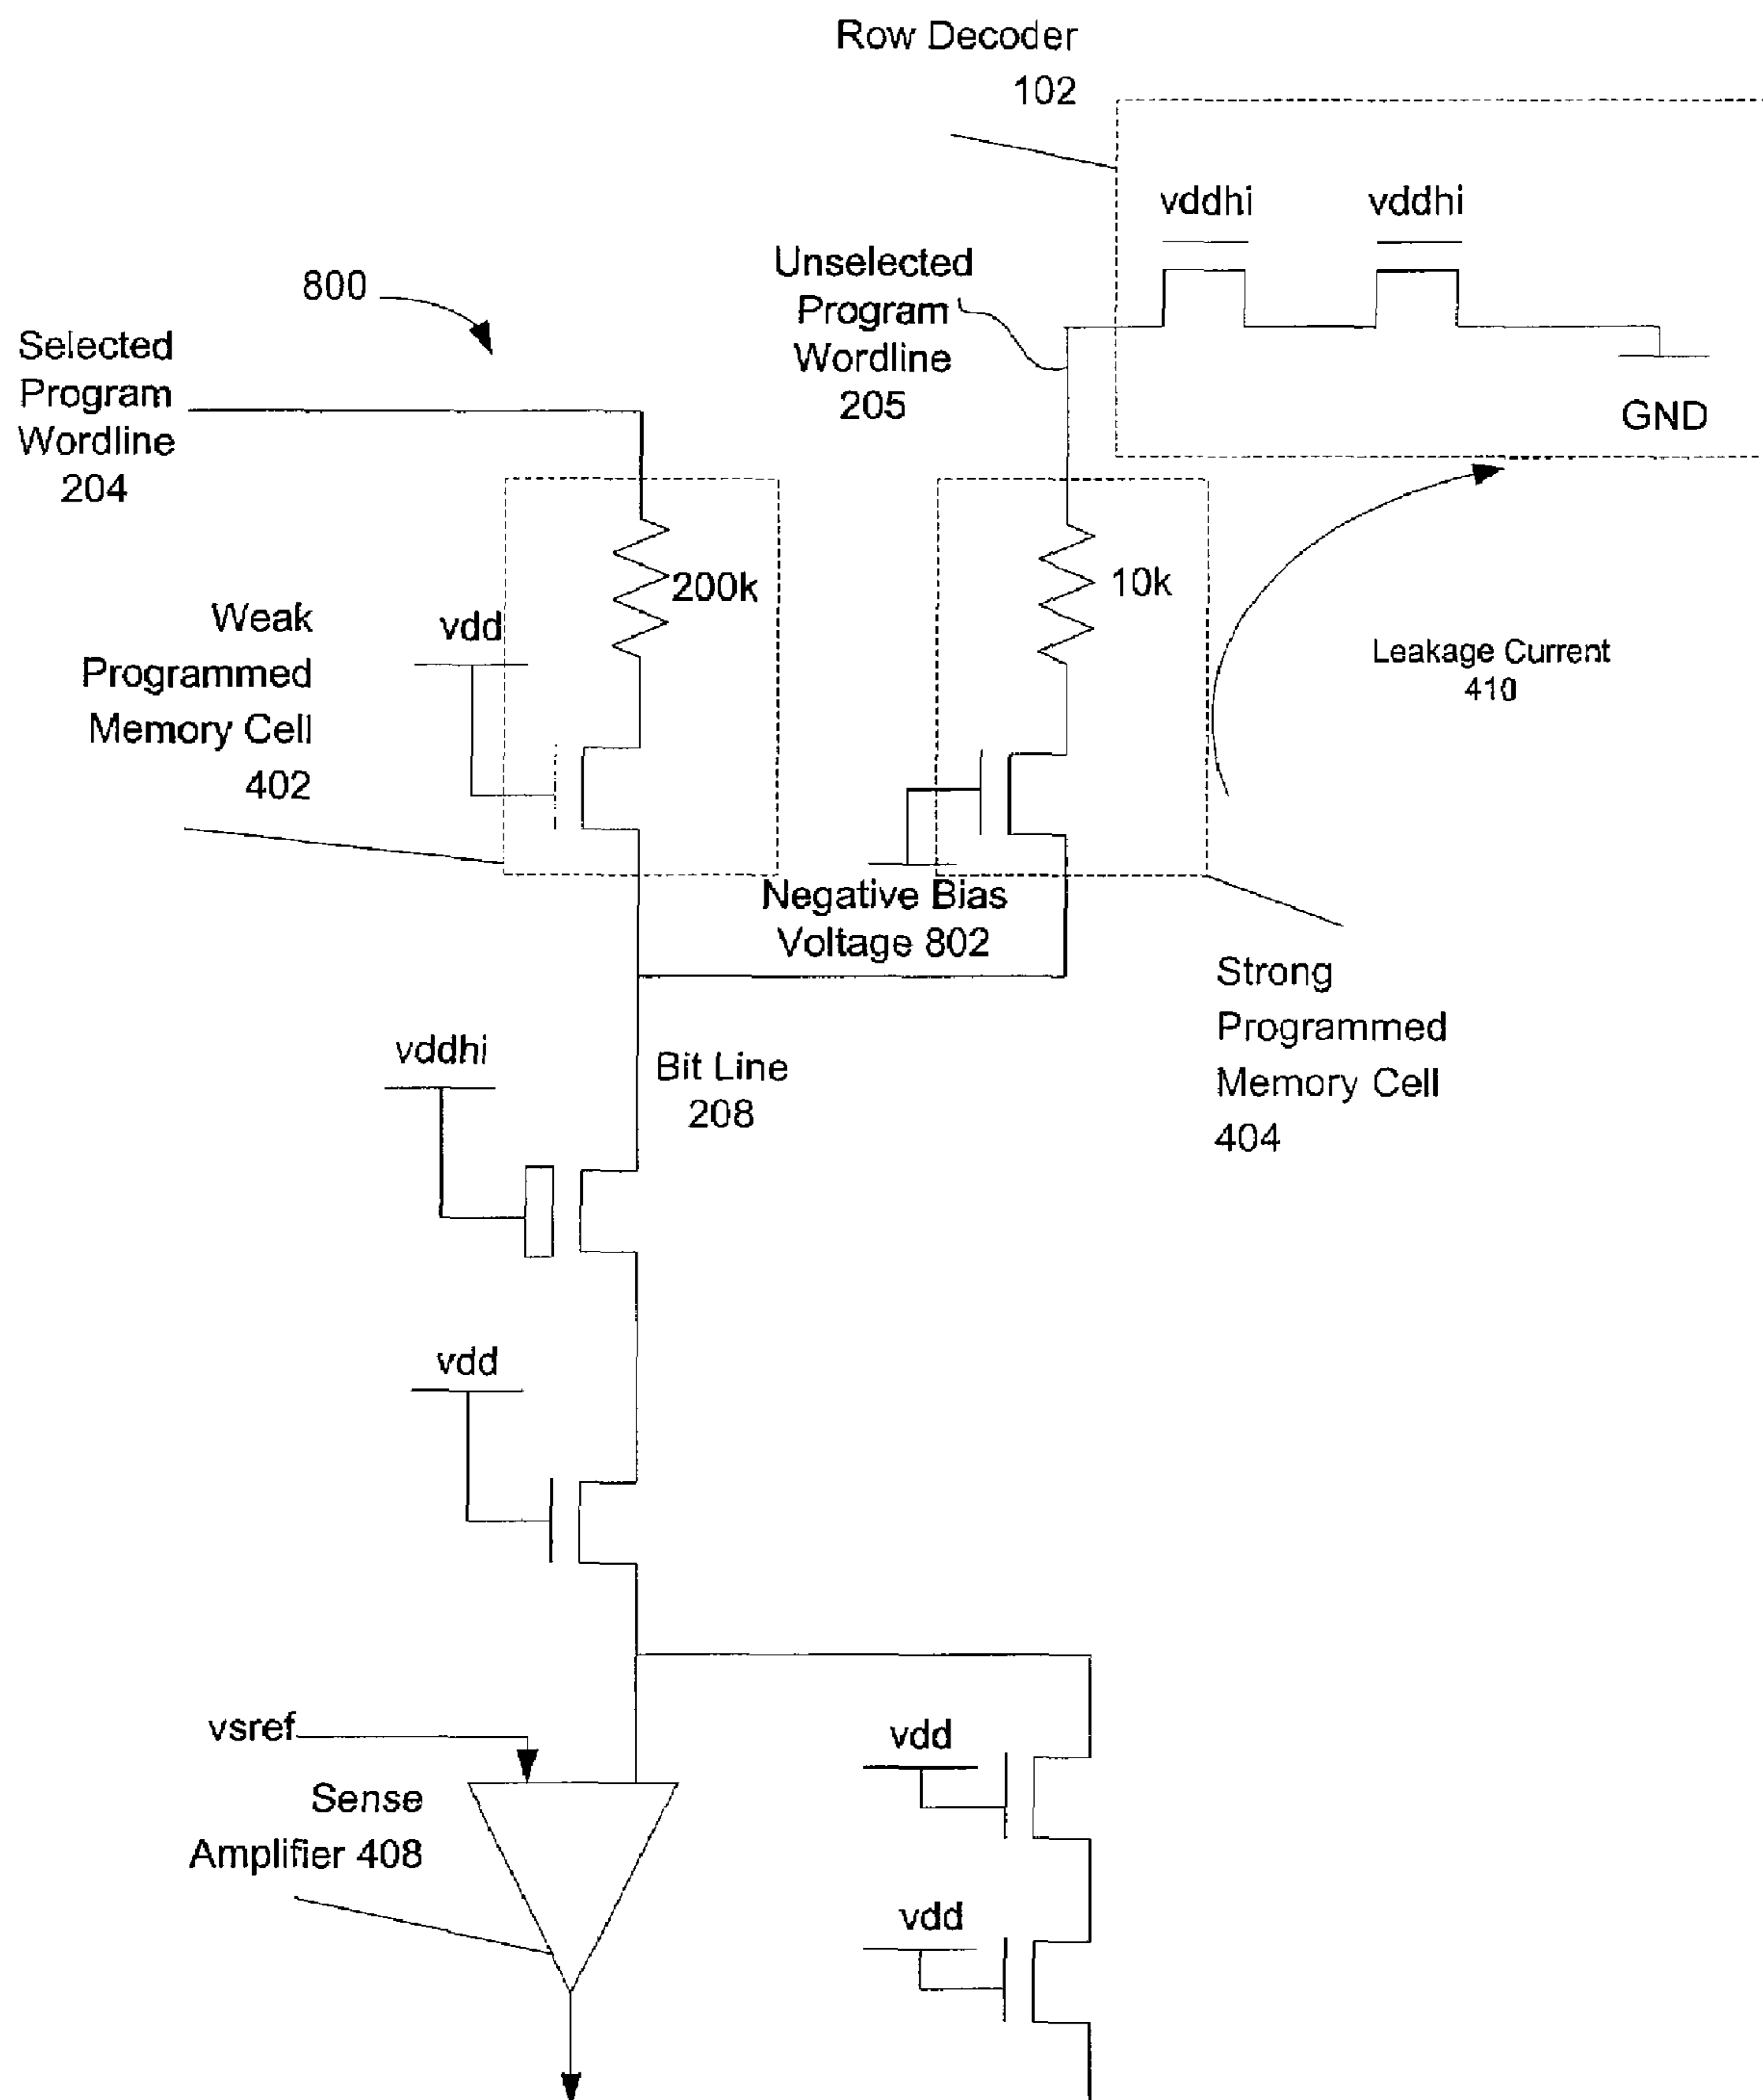 Row Decoder
102
vddhi
vddhi
Unselected
Program
Wordline
205
800
Selected
Program
Wordline
204
GND
200k
10k
Weak
Programmed
Memory Cell
402
vdd
Leakage Current
410
Negative Bias
Voltage 802
Strong
Programmed
Memory Cell
404
vddhi
Bit Line
208
vdd
vsref
vdd
Sense
Amplifier 408
vdd